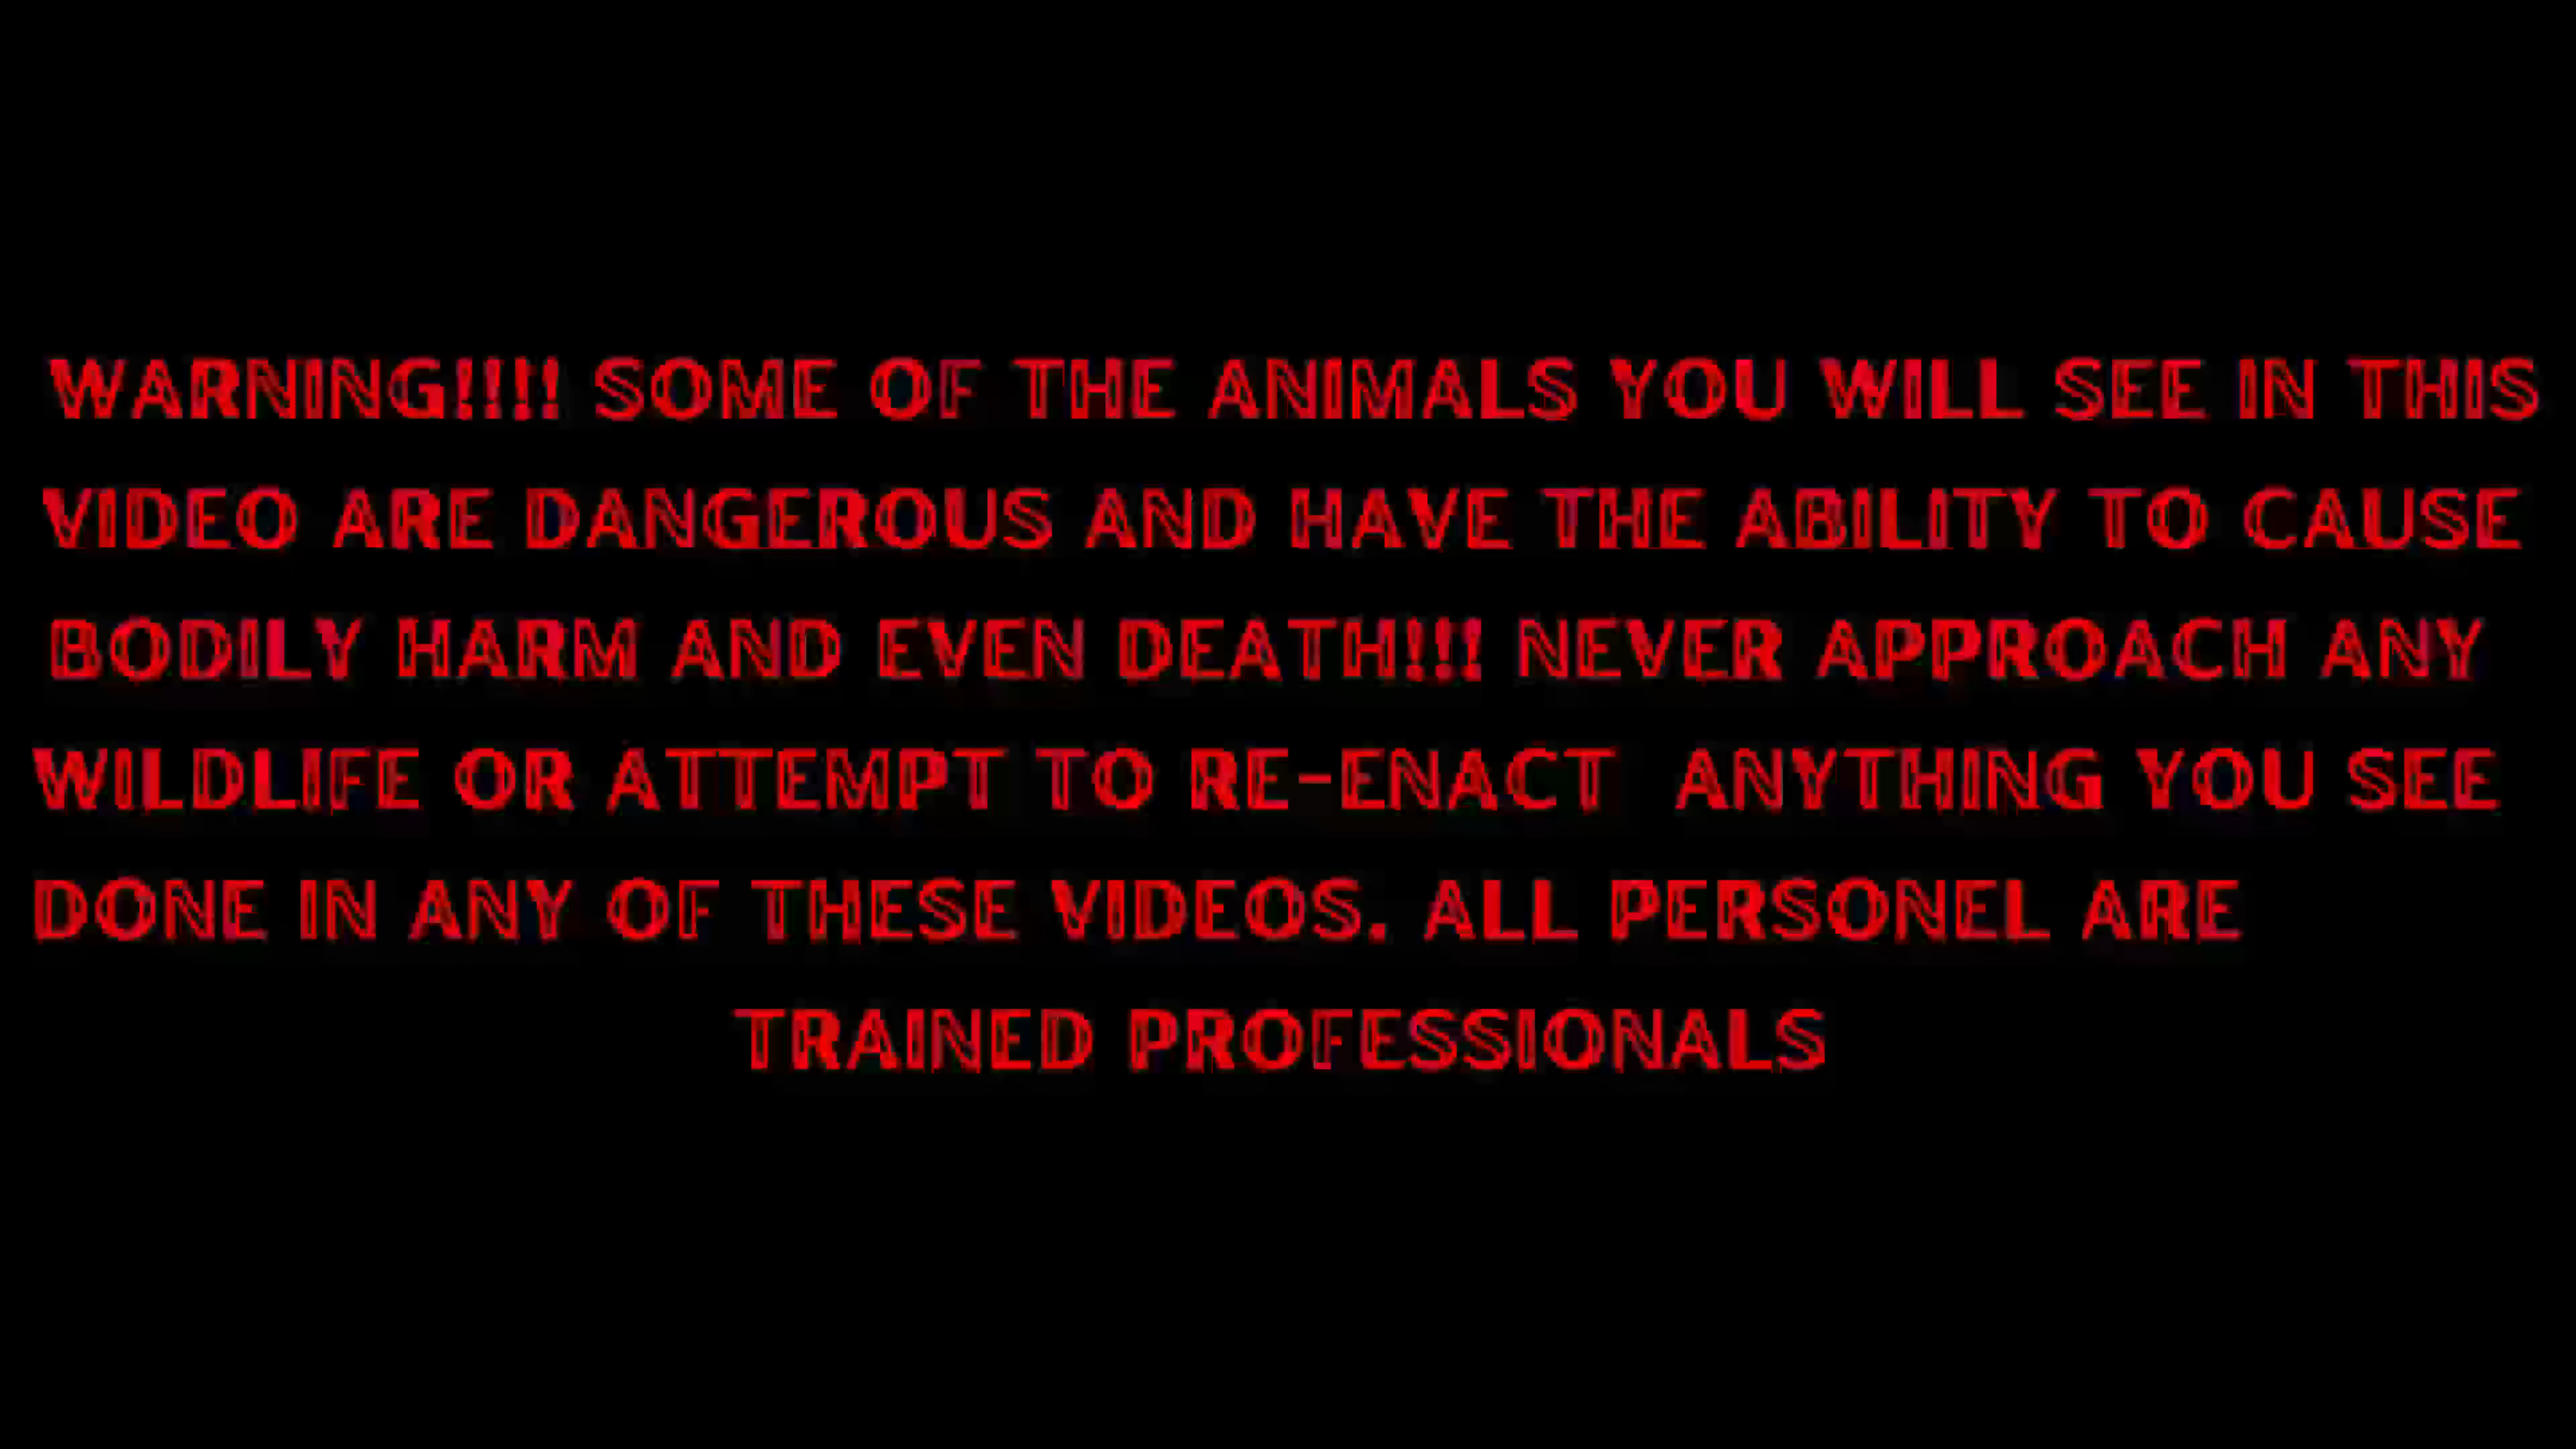 WARNING!!!! SOME OF THE ANIMALS YOU WILL SEE IN THIS
VIDEO ARE DANGEROUS AND HAVE THE ABILITY TO CAUSE
BODILY HARM AND EVEN DEATH!!! NEVER APPROACH ANY
WILDLIFE OR ATTEMPT TO RE-ENACT  ANYTHING YOU SEE
DONE IN ANY OF THESE VIDEOS. ALL PERSONEL ARE
TRAINED PROFESSIONALS